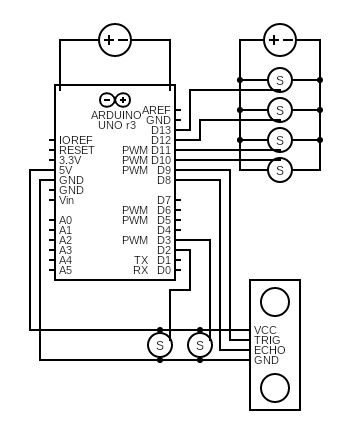 ARDUINO
UNO r3
AREF
GND
D13
D12
IOREF
RESET
3.3V
5V
GND
GND
Vin
PWM D11
PWM D10
PWM D9
D8
D7
PWM D6
PWM D5
D4
PWM D3
D2
TX D1
RX D0
A0
A1
A2
A3
A4
A5
S
S
S
S
S
S
VCC
TRIG
ECHO
GND